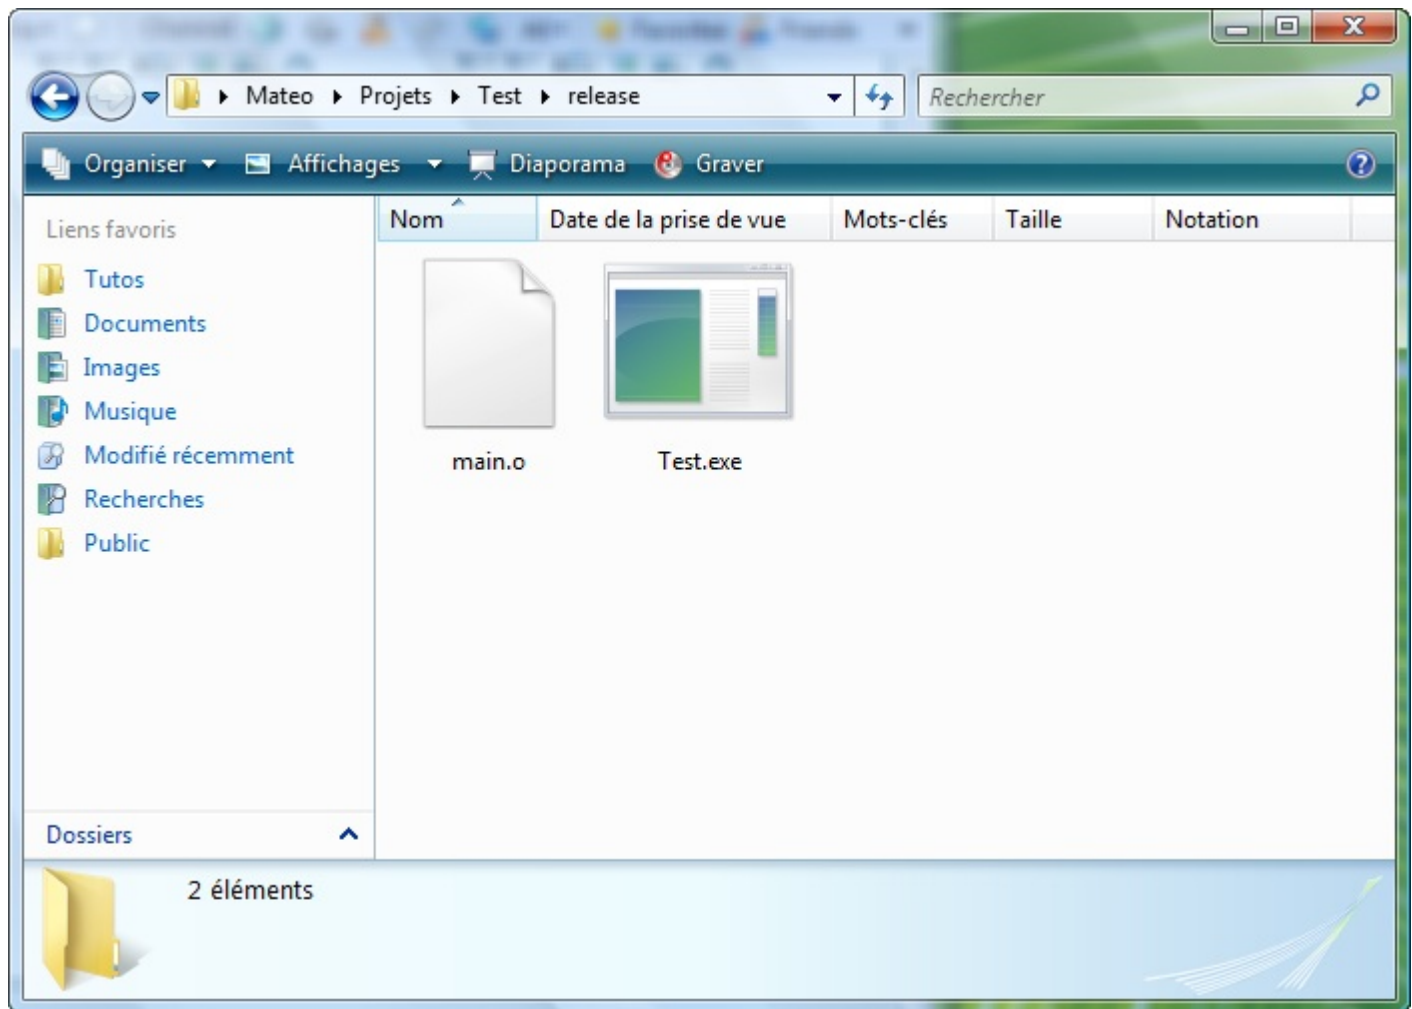 Mateo Projets Test release Rechercher
Organiser Affichages Diaporama Graver
Liens favoris
Tutos
Documents
Images
Musique
Modifié récemment
Recherches
Public
Dossiers
Nom Date de la prise de vue Mots-clés Taille Notation
main.o Test.exe
2 éléments